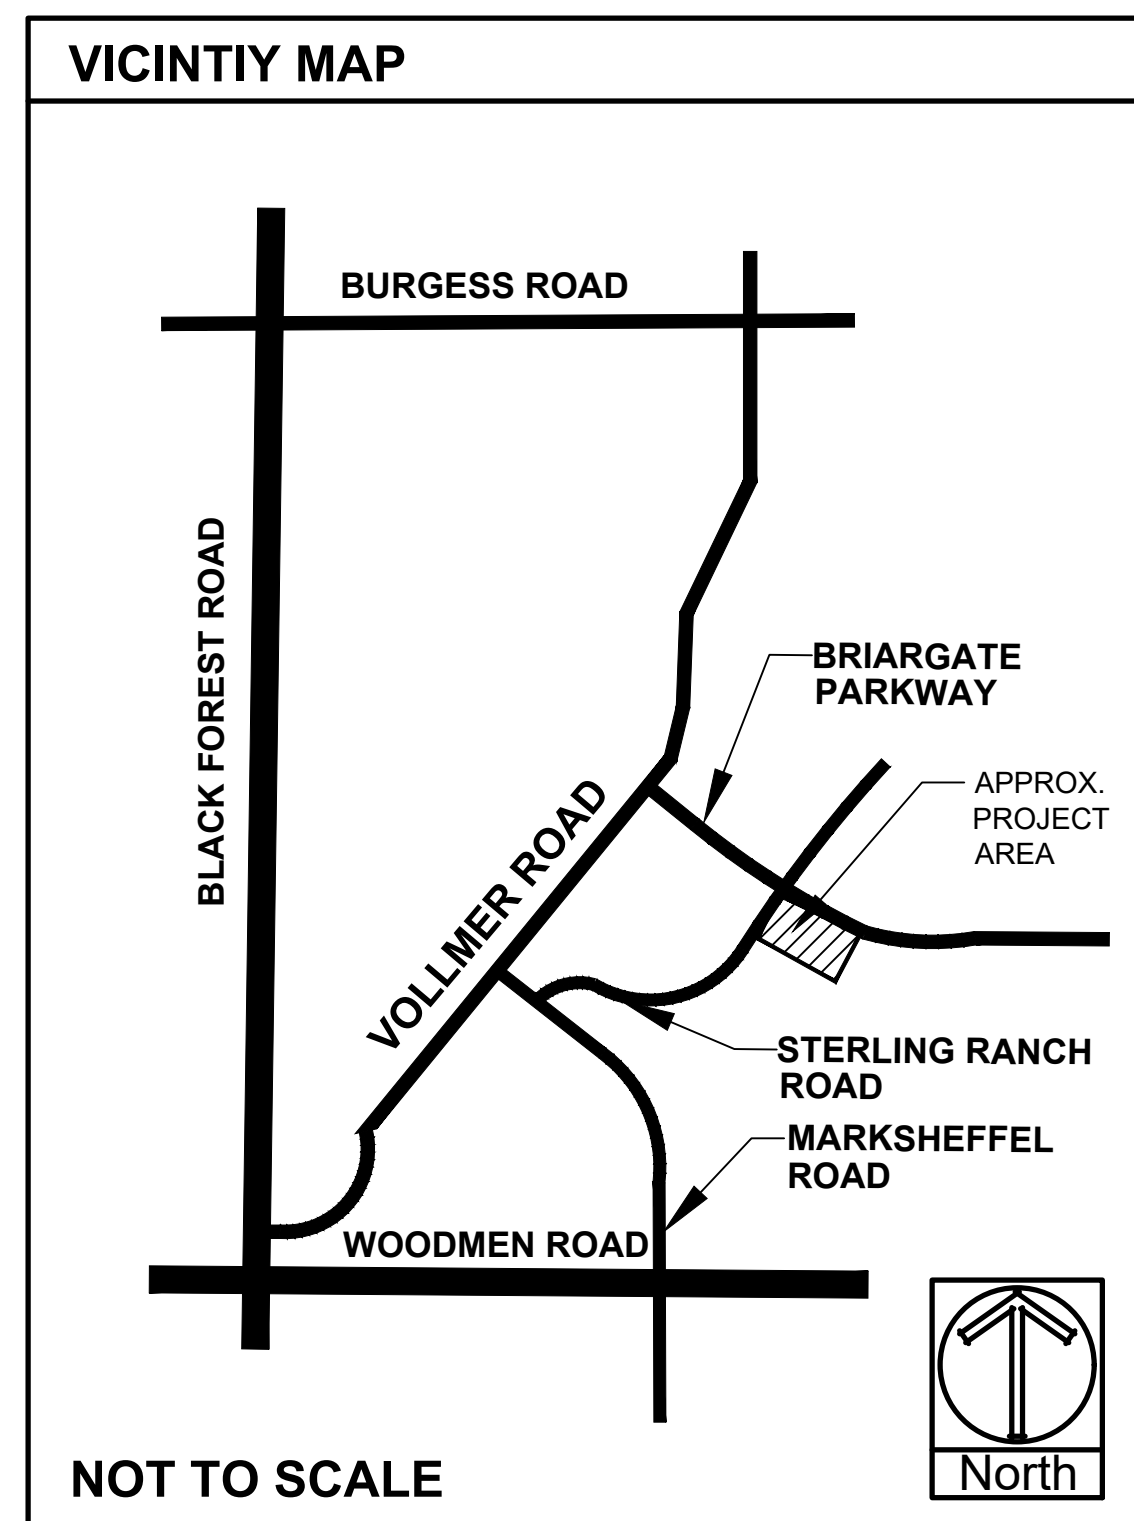 VICINTIY MAP
BURGESS ROAD
BLACK FOREST ROAD
BRIARGATE
PARKWAY
APPROX.
PROJECT
AREA
VOLLMER ROAD
STERLING RANCH
ROAD
MARKSHEFFEL
ROAD
WOODMEN ROAD
NOT TO SCALE
North